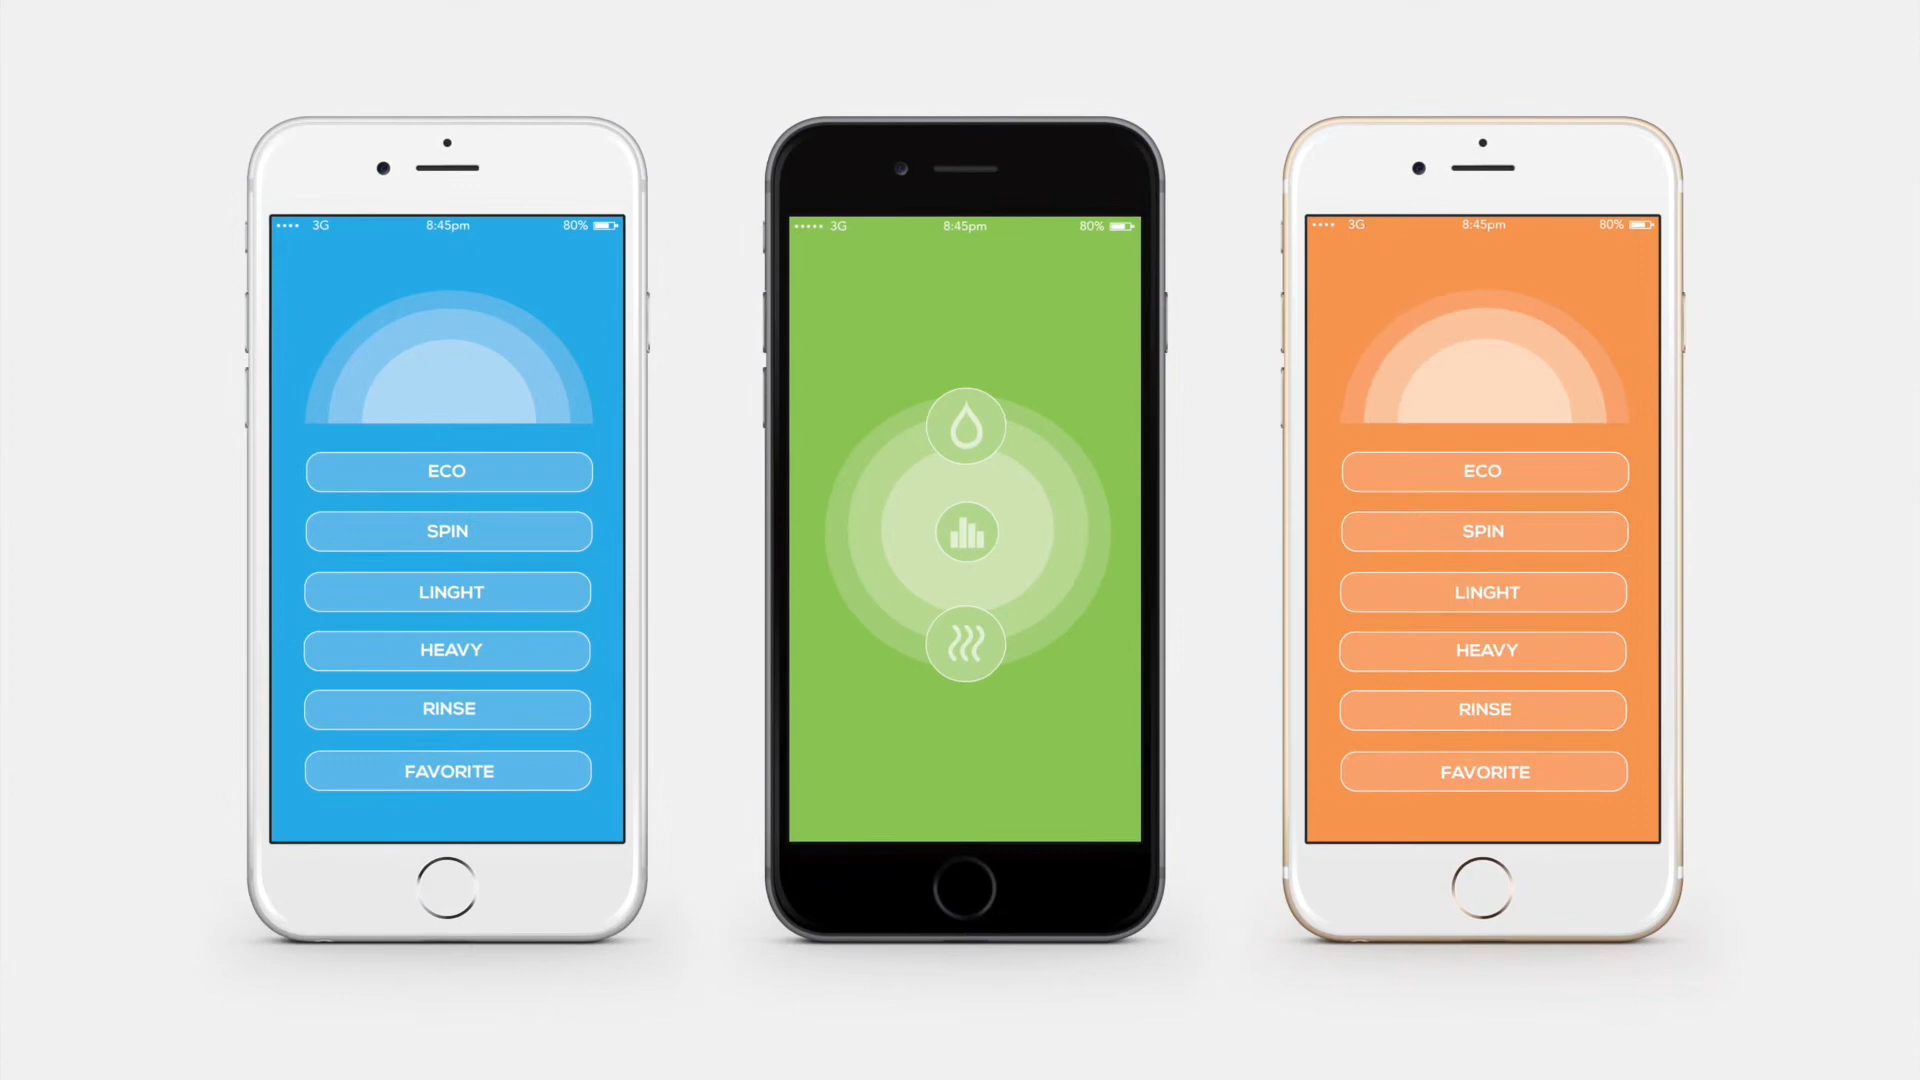 3G 8:45pm 80%
ECO
SPIN
LINGHT
HEAVY
RINSE
FAVORITE
3G 8:45pm 80%
3G 8:45pm 80%
ECO
SPIN
LINGHT
HEAVY
RINSE
FAVORITE